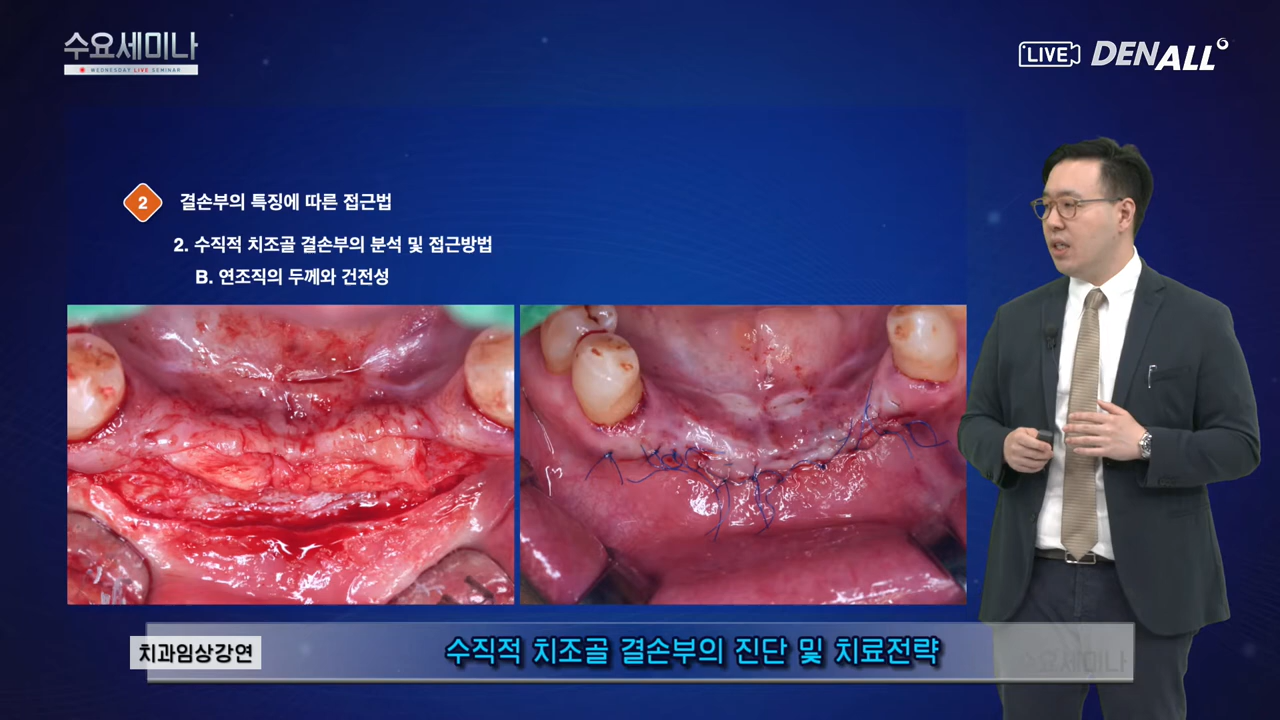 수요세미나
WEDNESDAY LIVE SEMINAR
LIVE DENALL
2 결손부의 특징에 따른 접근법
2. 수직적 치조골 결손부의 분석 및 접근방법
B. 연조직의 두께와 건전성
치과임상강연
수직적 치조골 결손부의 진단 및 치료전략
수요세미나